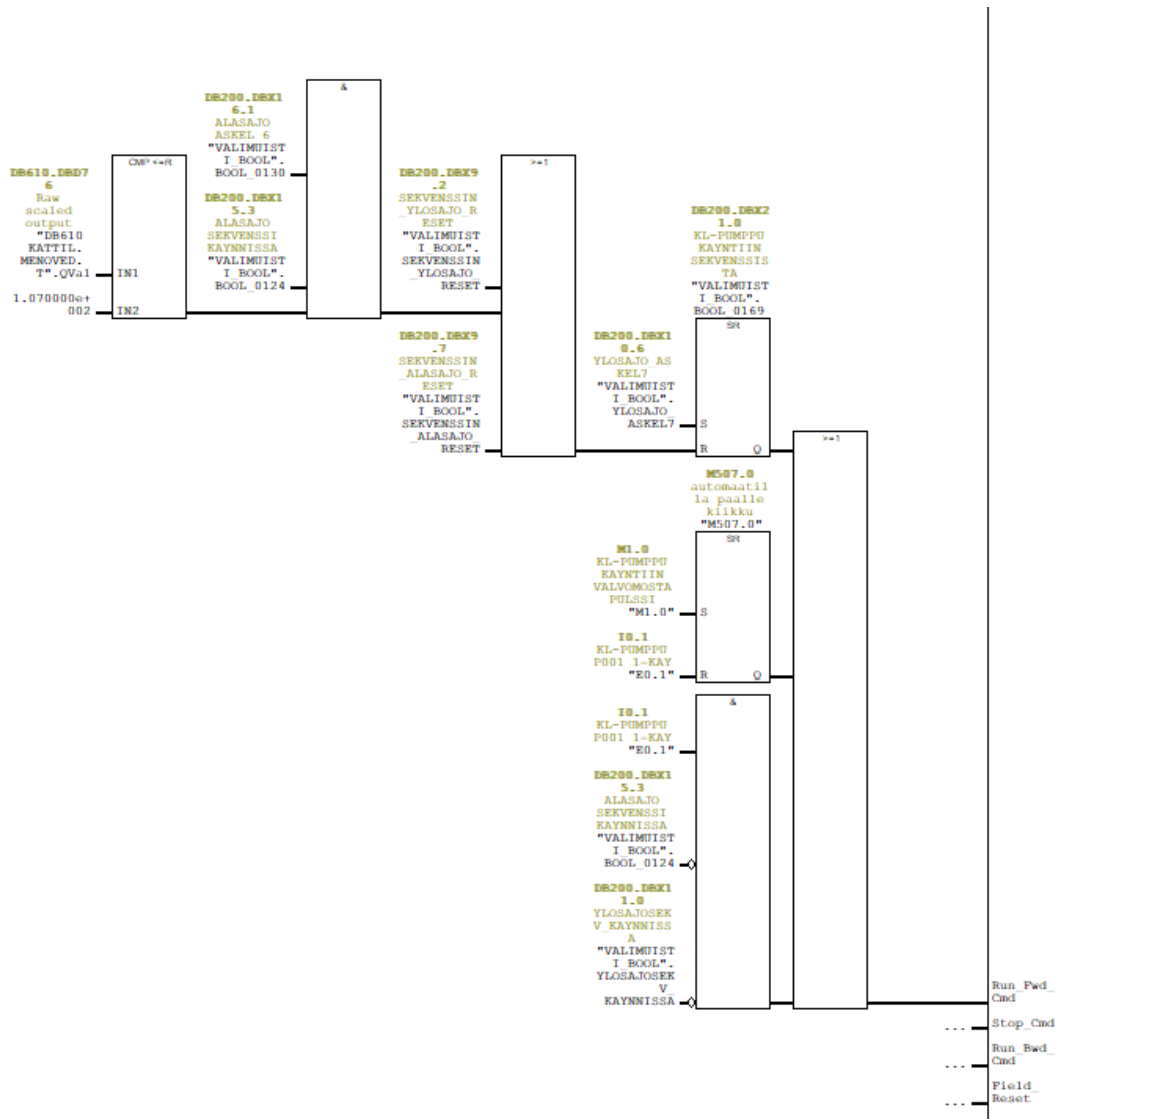 &
DB200.DBX1
6.1
ALASAJO
ASKEL 6
"VALIMUIST
I_BOOL".
BOOL_0130
DB610.DBD7
6
Raw
scaled
output
"DB610
KATTIL.
MENOVED.
T".QVal
CMP <=R
IN1
1.070000e+
002
IN2
DB200.DBX1
5.3
ALASAJO
SEKVENSSI
KAYNNISSA
"VALIMUIST
I_BOOL".
BOOL_0124
DB200.DBX9
.2
SEKVENSSIN
_YLOSAJO_R
ESET
"VALIMUIST
I_BOOL".
SEKVENSSIN
_YLOSAJO_
RESET
>=1
DB200.DBX9
.7
SEKVENSSIN
_ALASAJO_R
ESET
"VALIMUIST
I_BOOL".
SEKVENSSIN
_ALASAJO_
RESET
DB200.DBX2
1.0
KL-PUMPPU
KAYNTIIN
SEKVENSSIS
TA
"VALIMUIST
I_BOOL".
BOOL_0169
SR
DB200.DBX1
0.6
YLOSAJO_AS
KEL7
"VALIMUIST
I_BOOL".
YLOSAJO_
ASKEL7
S
R Q
>=1
M507.0
automaatil
la paalle
kiikku
"M507.0"
SR
M1.0
KL-PUMPPU
KAYNTIIN
VALVOMOSTA
PULSSI
"M1.0"
S
I0.1
KL-PUMPPU
P001 1=KAY
"E0.1"
R Q
&
I0.1
KL-PUMPPU
P001 1=KAY
"E0.1"
DB200.DBX1
5.3
ALASAJO
SEKVENSSI
KAYNNISSA
"VALIMUIST
I_BOOL".
BOOL_0124
DB200.DBX1
1.0
YLOSAJOSEK
V_KAYNNISS
A
"VALIMUIST
I_BOOL".
YLOSAJOSEK
V_
KAYNNISSA
Run_Fwd_
Cmd
... Stop_Cmd
Run_Bwd_
... Cmd
Field_
... Reset